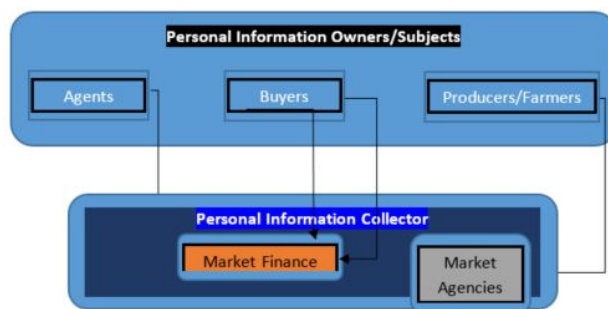 Personal Information Owners/Subjects
Agents
Buyers
Producers/Farmers
Personal Information Collector
Market Finance
Market
Agencies